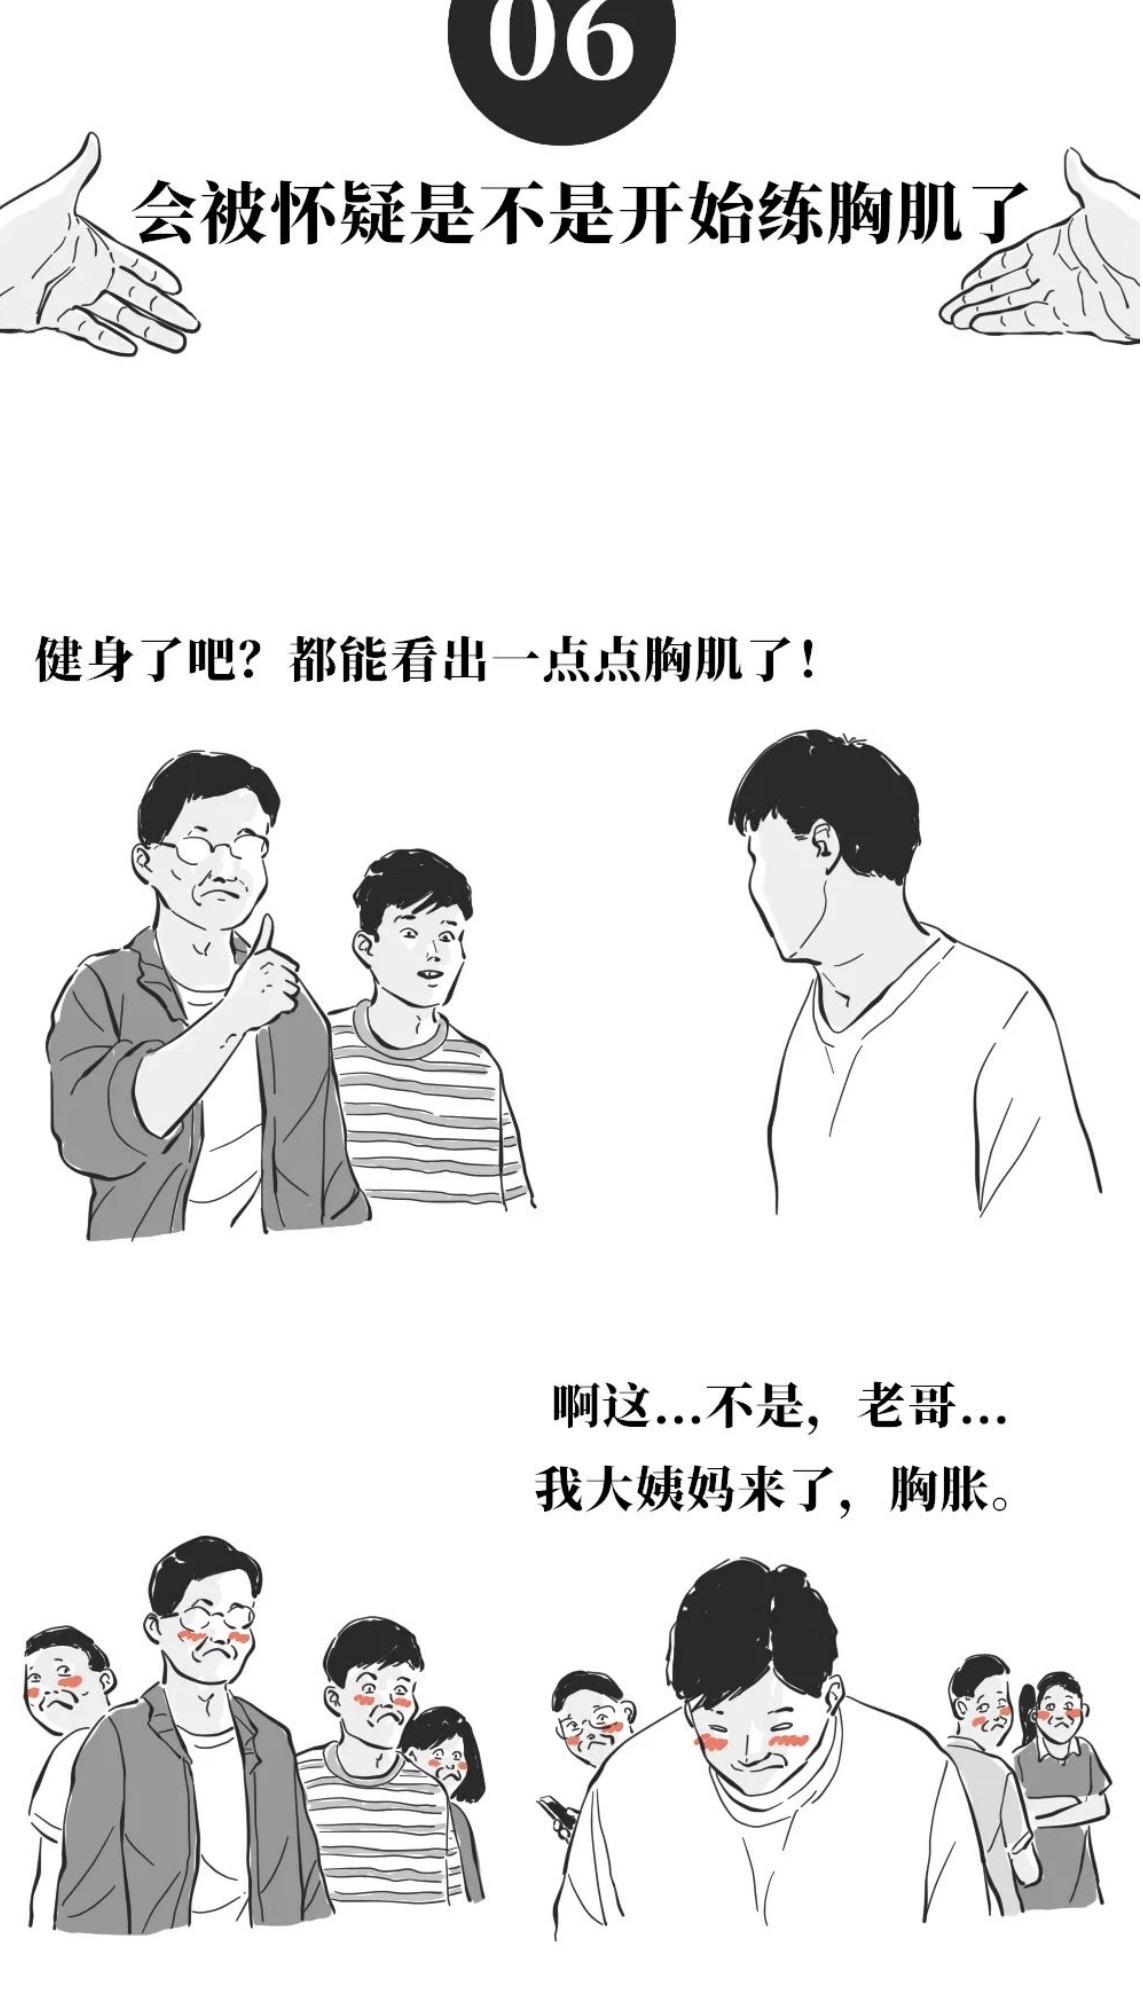 06
会被怀疑是不是开始练胸肌了
健身了吧？都能看出一点点胸肌了！
啊这…不是，老哥…
我大姨妈来了，胸胀。